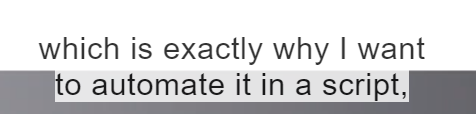 which is exactly why I want
to automate it in a script,